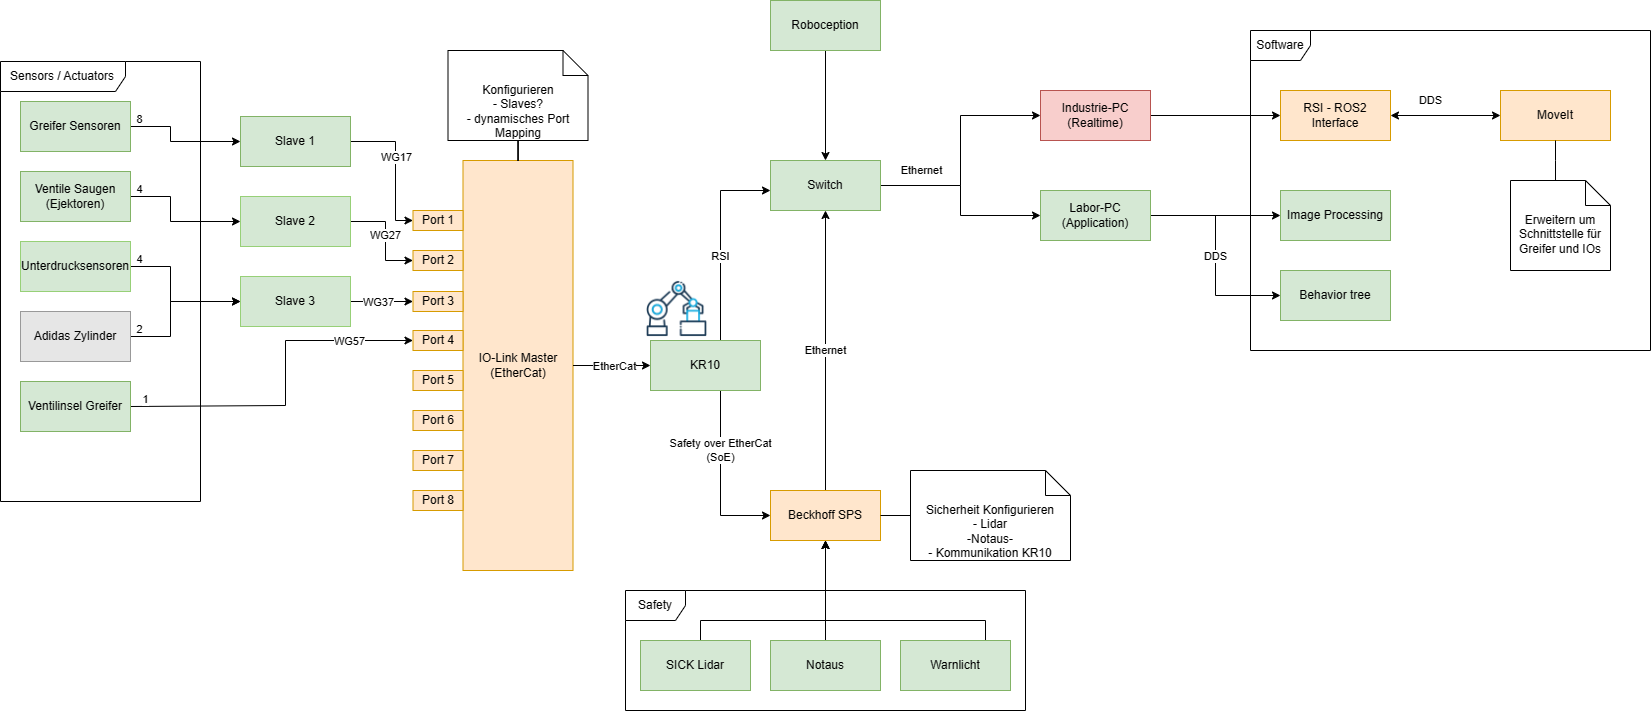 Sensors / Actuators
Greifer Sensoren
8
Ventile Saugen
(Ejektoren)
4
Unterdrucksensoren
4
Adidas Zylinder
2
Ventilinsel Greifer
1
Slave 1
Slave 2
Slave 3
WG17
WG27
WG37
WG57
Konfigurieren
- Slaves?
- dynamisches Port
Mapping
Port 1
Port 2
Port 3
Port 4
Port 5
Port 6
Port 7
Port 8
IO-Link Master
(EtherCat)
EtherCat
KR10
RSI
Safety over EtherCat
(SoE)
Roboception
Switch
Ethernet
Beckhoff SPS
Sicherheit Konfigurieren
- Lidar
-Notaus-
- Kommunikation KR10
Safety
SICK Lidar
Notaus
Warnlicht
Ethernet
Industrie-PC
(Realtime)
Labor-PC
(Application)
DDS
Software
RSI - ROS2
Interface
DDS
MoveIt
Image Processing
Behavior tree
Erweitern um
Schnittstelle für
Greifer und IOs